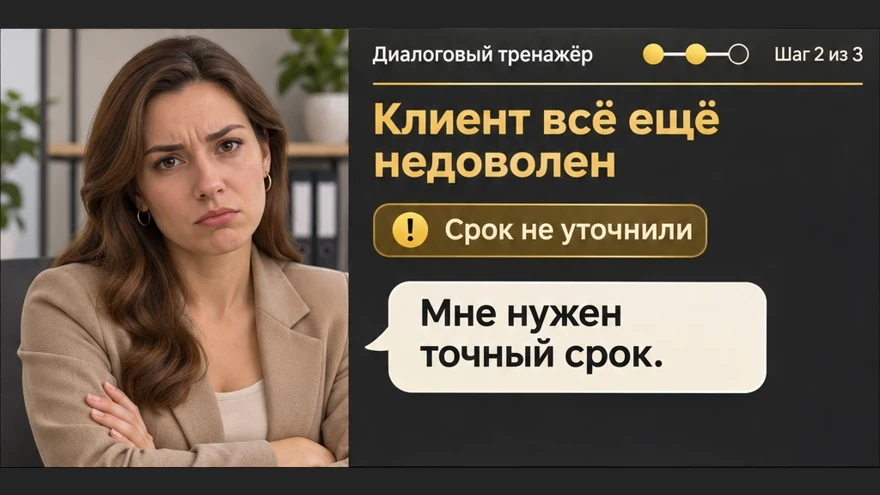 Диалоговый тренажёр
Шаг 2 из 3
Клиент всё ещё
недоволен
! Срок не уточнили
Мне нужен
точный срок.